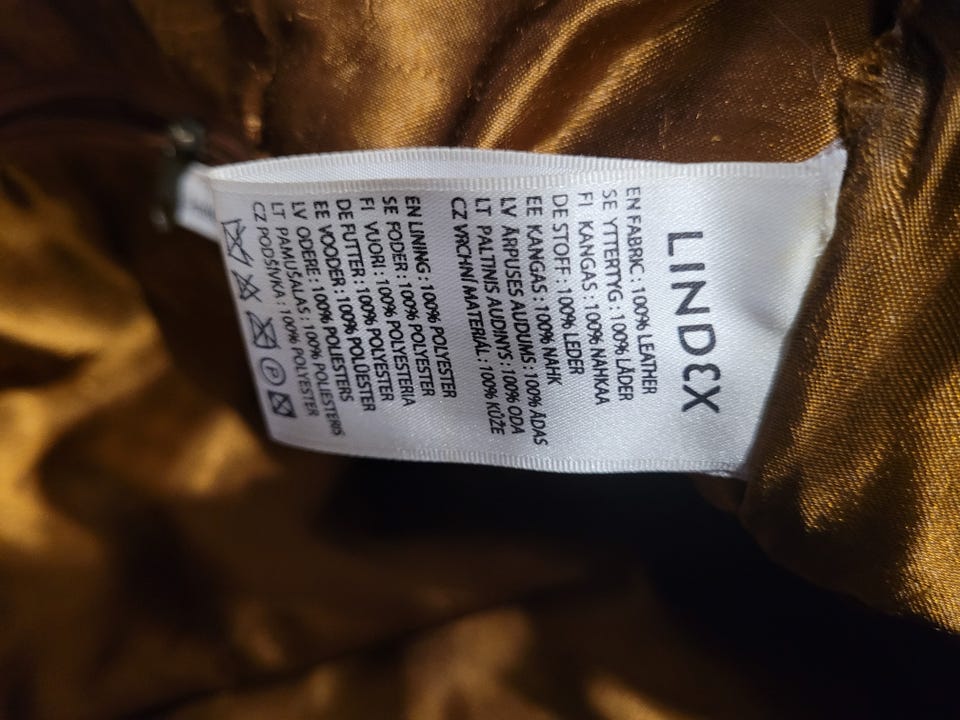 LINDEX
EN FABRIC : 100% LEATHER
SE YTTERTYG : 100% LÄDER
FI KANGAS : 100% NAHKAA
DE STOFF : 100% LEDER
EE KANGAS : 100% NAHK
LV ĀRPUSES AUDUMS : 100% ĀDAS
LT PALTINIS AUDINYS : 100% ODA
CZ VRCHNÍ MATERIÁL : 100% KŮŽE
EN LINING : 100% POLYESTER
SE FODER : 100% POLYESTER
FI VUORI : 100% POLYESTERIA
DE FUTTER : 100% POLYESTER
EE VOODER : 100% POLÜESTER
LV ODERE : 100% POLIESTERS
LT PAMUŠALAS : 100% POLIESTERIS
CZ PODŠÍVKA : 100% POLYESTER
P